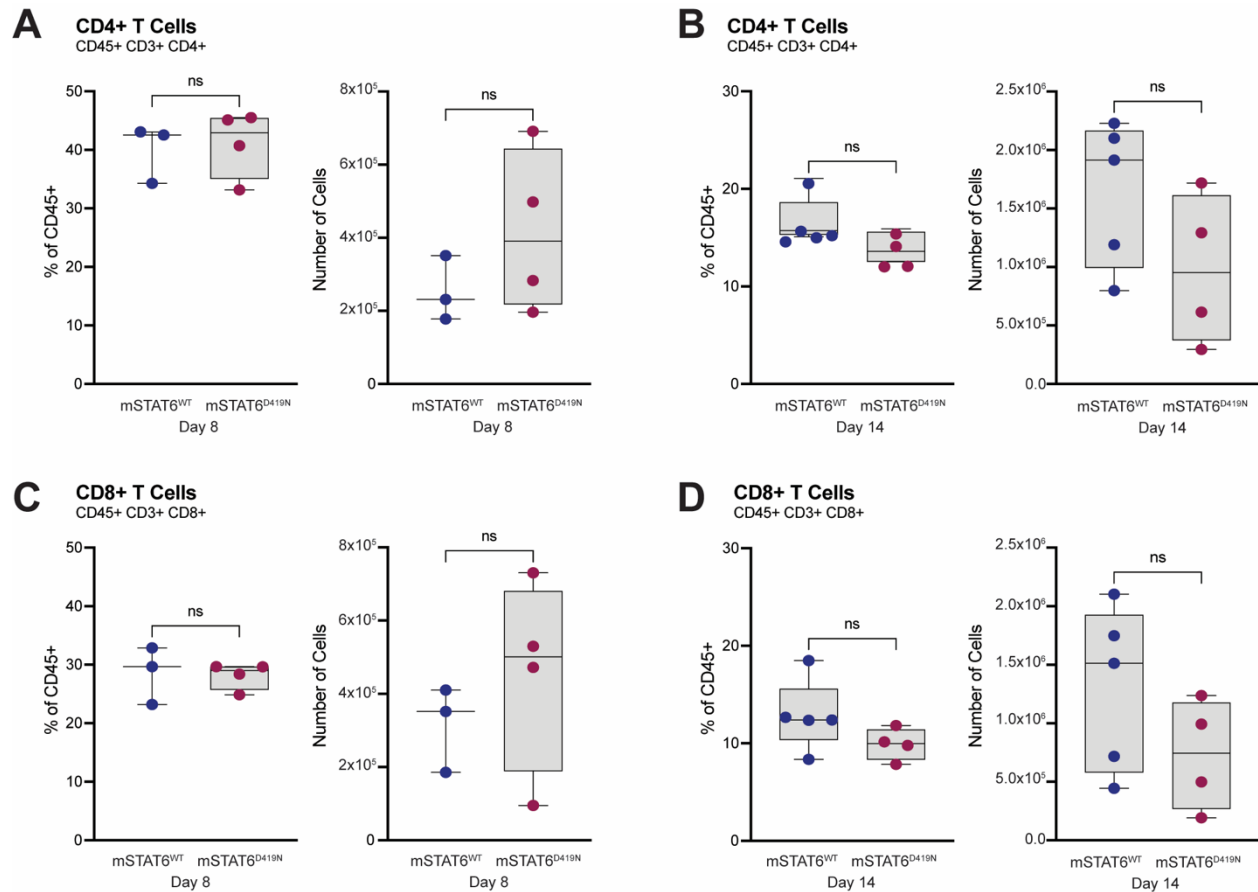 A
CD4+ T Cells
CD45+ CD3+ CD4+
% of CD45+
50
40
30
20
10
0
ns
mSTAT6ᵂᵀ mSTAT6ᴰ⁴¹⁹ᴺ
Day 8
Number of Cells
8x10⁵
6x10⁵
4x10⁵
2x10⁵
0
ns
mSTAT6ᵂᵀ mSTAT6ᴰ⁴¹⁹ᴺ
Day 8
B
CD4+ T Cells
CD45+ CD3+ CD4+
% of CD45+
30
20
10
0
ns
mSTAT6ᵂᵀ mSTAT6ᴰ⁴¹⁹ᴺ
Day 14
Number of Cells
2.5x10⁶
2.0x10⁶
1.5x10⁶
1.0x10⁶
5.0x10⁵
0.0
ns
mSTAT6ᵂᵀ mSTAT6ᴰ⁴¹⁹ᴺ
Day 14
C
CD8+ T Cells
CD45+ CD3+ CD8+
% of CD45+
50
40
30
20
10
0
ns
mSTAT6ᵂᵀ mSTAT6ᴰ⁴¹⁹ᴺ
Day 8
Number of Cells
8x10⁵
6x10⁵
4x10⁵
2x10⁵
0
ns
mSTAT6ᵂᵀ mSTAT6ᴰ⁴¹⁹ᴺ
Day 8
D
CD8+ T Cells
CD45+ CD3+ CD8+
% of CD45+
30
20
10
0
ns
mSTAT6ᵂᵀ mSTAT6ᴰ⁴¹⁹ᴺ
Day 14
Number of Cells
2.5x10⁶
2.0x10⁶
1.5x10⁶
1.0x10⁶
5.0x10⁵
0.0
ns
mSTAT6ᵂᵀ mSTAT6ᴰ⁴¹⁹ᴺ
Day 14